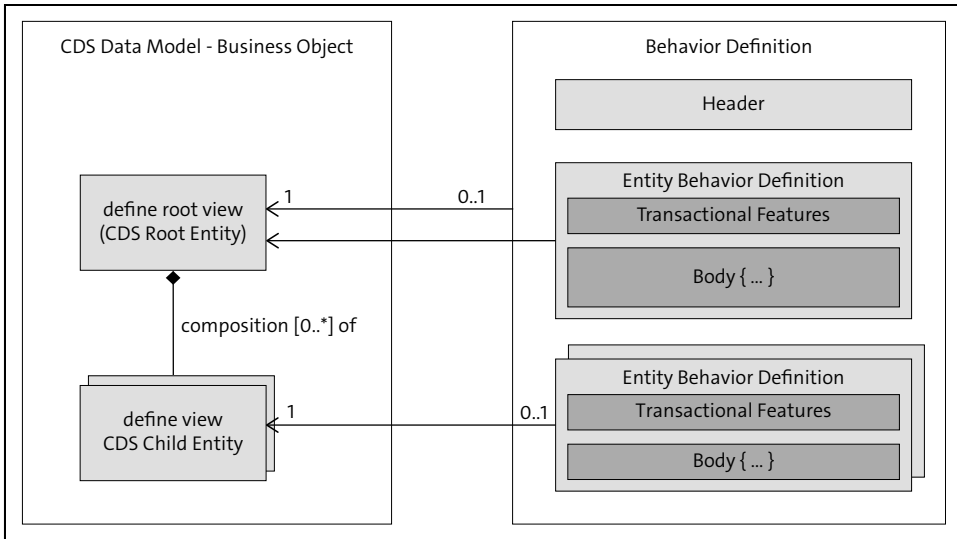 CDS Data Model - Business Object
define root view
(CDS Root Entity)
composition [0..*] of
define view
CDS Child Entity
1
0..1
1
0..1
Behavior Definition
Header
Entity Behavior Definition
Transactional Features
Body { ... }
Entity Behavior Definition
Transactional Features
Body { ... }